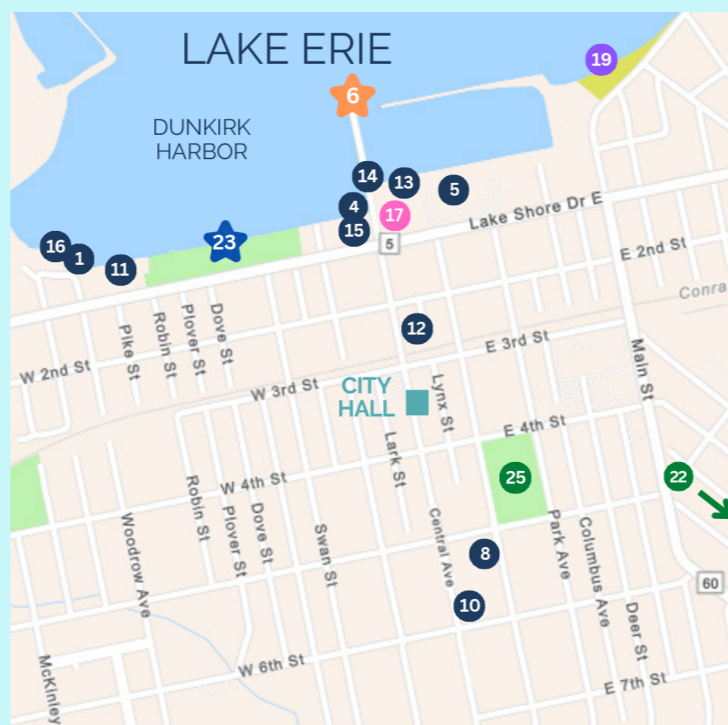 LAKE ERIE
19
6
DUNKIRK
HARBOR
14
13
5
4
17
15
Lake Shore Dr E
5
23
16
1
11
E 2nd St
Conra
12
Pike St
Robin St
Plover St
Dove St
E 3rd St
Main St
W 2nd St
W 3rd St
CITY
HALL
Lynx St
E 4th St
Lark St
25
22
W 4th St
Robin St
Plover St
Dove St
Swan St
Woodrow Ave
Central Ave
Park Ave
Columbus Ave
8
60
10
Deer St
McKinley
W 6th St
E 7th St